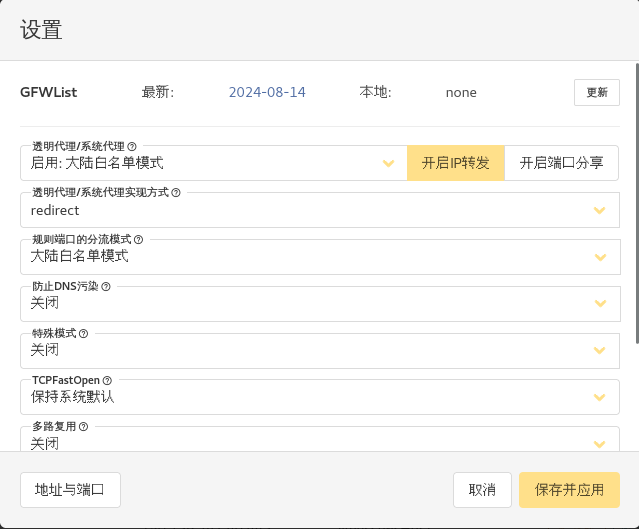 设置
GFWList 最新: 2024-08-14 本地: none 更新
透明代理/系统代理
启用: 大陆白名单模式 开启IP转发 开启端口分享
透明代理/系统代理实现方式
redirect
规则端口的分流模式
大陆白名单模式
防止DNS污染
关闭
特殊模式
关闭
TCPFastOpen
保持系统默认
多路复用
关闭
地址与端口 取消 保存并应用